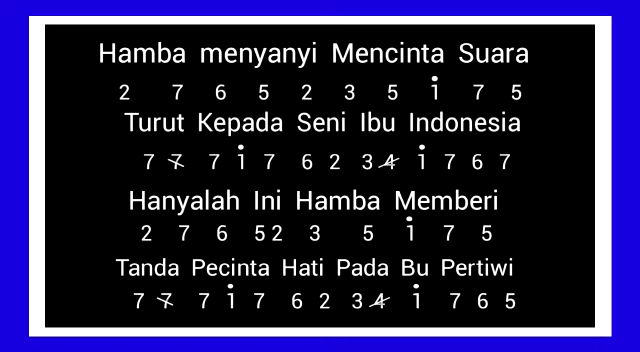 Hamba menyanyi Mencinta Suara
2 7 6 5 2 3 5 i̇ 7 5
Turut Kepada Seni Ibu Indonesia
7 7̸ 7 i̇ 7 6 2 3 4̸ i̇ 7 6 7
Hanyalah Ini Hamba Memberi
2 7 6 5 2 3 5 i̇ 7 5
Tanda Pecinta Hati Pada Bu Pertiwi
7 7̸ 7 i̇ 7 6 2 3 4̸ i̇ 7 6 5